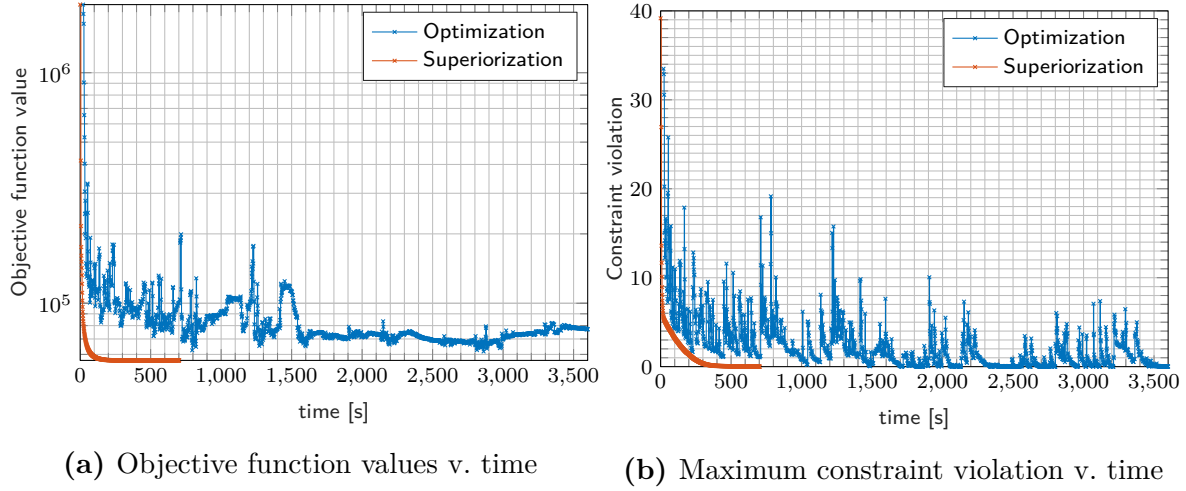 Optimization
Superiorization
10^6
10^5
Objective function value
0 500 1,000 1,500 2,000 2,500 3,000 3,500
time [s]
(a) Objective function values v. time
Optimization
Superiorization
40
30
20
10
0
Constraint violation
0 500 1,000 1,500 2,000 2,500 3,000 3,500
time [s]
(b) Maximum constraint violation v. time